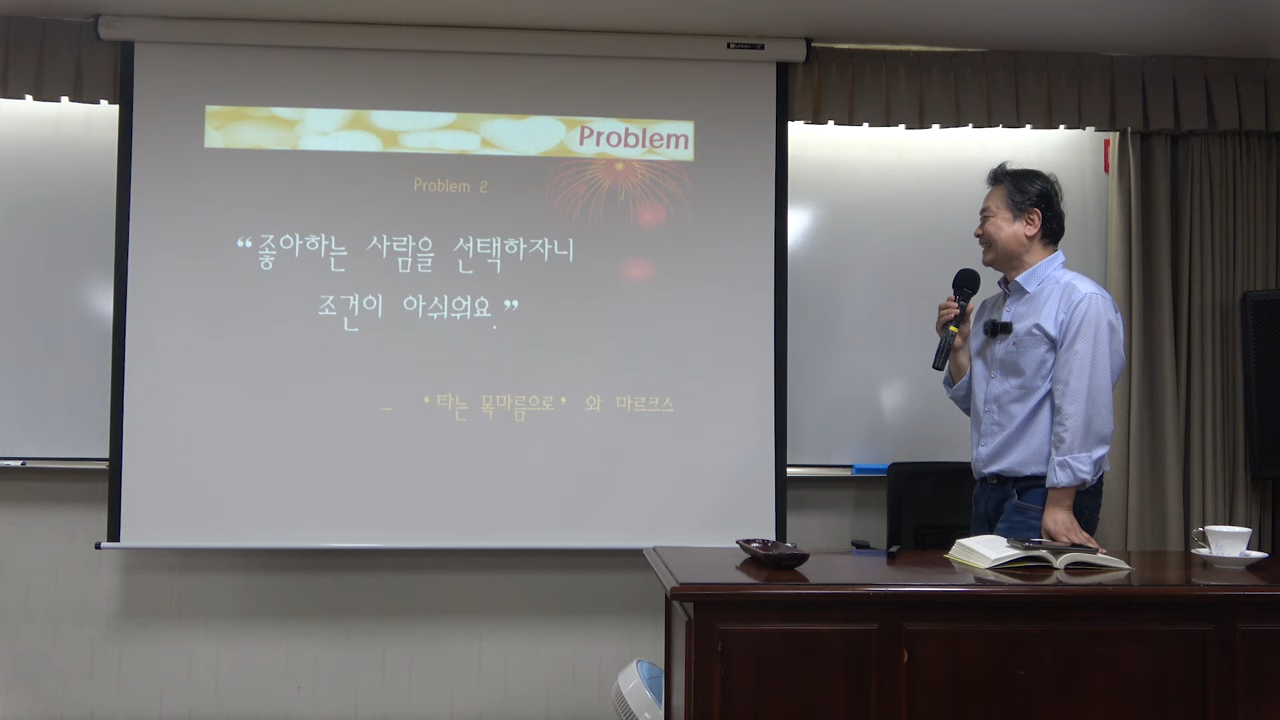 Problem
Problem 2
“좋아하는 사람을 선택하자니
조건이 아쉬워요.”
– ‘타는 목마름으로’ 와 마르크스